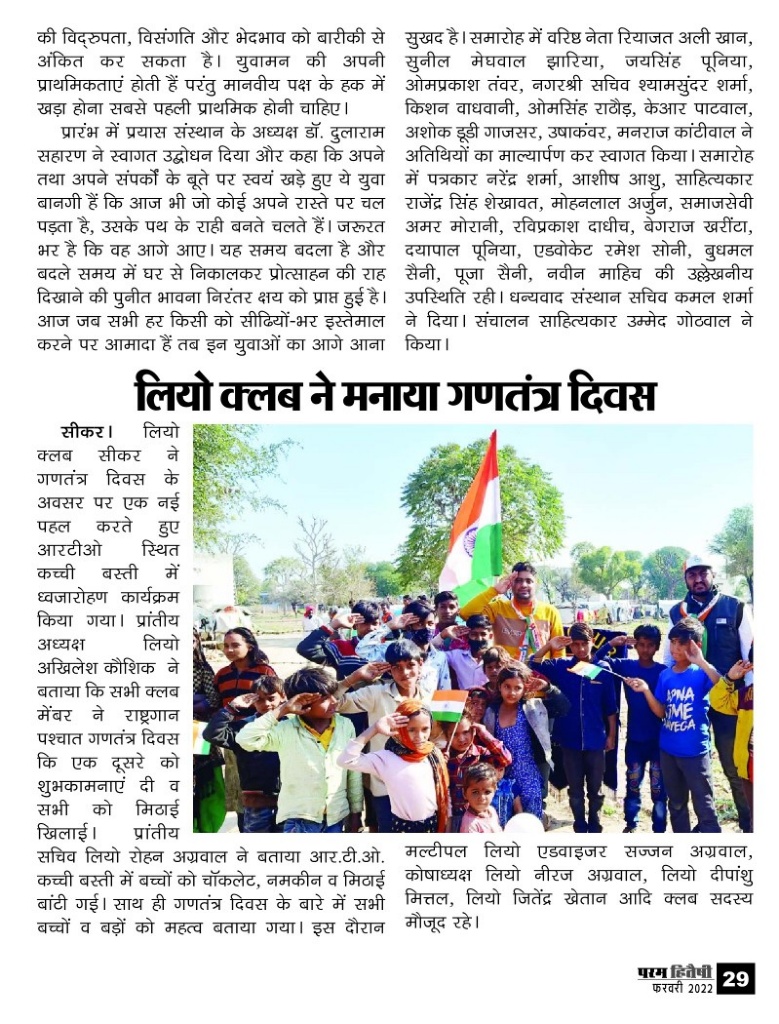 की विद्रुपता, विसंगति और भेदभाव को बारीकी से
अंकित कर सकता है। युवामन की अपनी
प्राथमिकताएं होती हैं परंतु मानवीय पक्ष के हक में
खड़ा होना सबसे पहली प्राथमिक होनी चाहिए।
प्रारंभ में प्रयास संस्थान के अध्यक्ष डॉ. दुलाराम
सहारण ने स्वागत उद्बोधन दिया और कहा कि अपने
तथा अपने संपर्कों के बूते पर स्वयं खड़े हुए ये युवा
बानगी हैं कि आज भी जो कोई अपने रास्ते पर चल
पड़ता है, उसके पथ के राही बनते चलते हैं। जरूरत
भर है कि वह आगे आए। यह समय बदला है और
बदले समय में घर से निकालकर प्रोत्साहन की राह
दिखाने की पुनीत भावना निरंतर क्षय को प्राप्त हुई है।
आज जब सभी हर किसी को सीढियों-भर इस्तेमाल
करने पर आमादा हैं तब इन युवाओं का आगे आना
सुखद है। समारोह में वरिष्ठ नेता रियाजत अली खान,
सुनील मेघवाल झारिया, जयसिंह पूनिया,
ओमप्रकाश तंवर, नगरश्री सचिव श्यामसुंदर शर्मा,
किशन वाधवानी, ओमसिंह राठौड़, केआर पाटवाल,
अशोक डूडी गाजसर, उषाकंवर, मनराज कांटीवाल ने
अतिथियों का माल्यार्पण कर स्वागत किया। समारोह
में पत्रकार नरेंद्र शर्मा, आशीष आशु, साहित्यकार
राजेंद्र सिंह शेखावत, मोहनलाल अर्जुन, समाजसेवी
अमर मोरानी, रविप्रकाश दाधीच, बेगराज खरींटा,
दयापाल पूनिया, एडवोकेट रमेश सोनी, बुधमल
सैनी, पूजा सैनी, नवीन माहिच की उल्लेखनीय
उपस्थिति रही। धन्यवाद संस्थान सचिव कमल शर्मा
ने दिया। संचालन साहित्यकार उम्मेद गोठवाल ने
किया।
लियो क्लब ने मनाया गणतंत्र दिवस
सीकर। लियो
क्लब सीकर ने
गणतंत्र दिवस के
अवसर पर एक नई
पहल करते हुए
आरटीओ स्थित
कच्ची बस्ती में
ध्वजारोहण कार्यक्रम
किया गया। प्रांतीय
अध्यक्ष लियो
अखिलेश कौशिक ने
बताया कि सभी क्लब
मेंबर ने राष्ट्रगान
पश्चात गणतंत्र दिवस
कि एक दूसरे को
शुभकामनाएं दी व
सभी को मिठाई
खिलाई। प्रांतीय
सचिव लियो रोहन अग्रवाल ने बताया आर.टी.ओ.
कच्ची बस्ती में बच्चों को चॉकलेट, नमकीन व मिठाई
बांटी गई। साथ ही गणतंत्र दिवस के बारे में सभी
बच्चों व बड़ों को महत्व बताया गया। इस दौरान
APNA
TIME
AAYEGA
मल्टीपल लियो एडवाइजर सज्जन अग्रवाल,
कोषाध्यक्ष लियो नीरज अग्रवाल, लियो दीपांशु
मित्तल, लियो जितेंद्र खेतान आदि क्लब सदस्य
मौजूद रहे।
परम हितैषी
फरवरी 2022 29